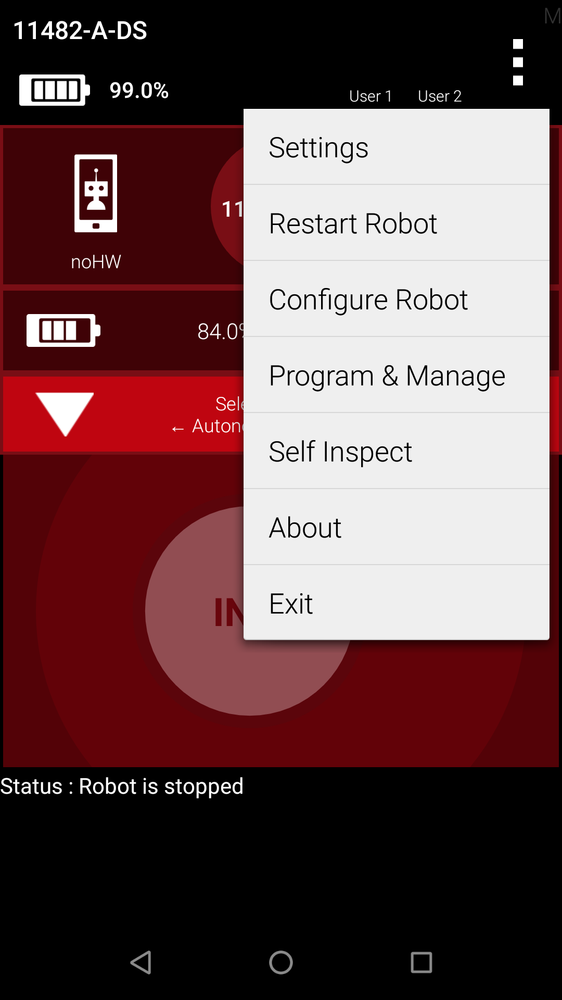 M
11482-A-DS
99.0%
User 1 User 2
Settings
Restart Robot
Configure Robot
Program & Manage
Self Inspect
About
Exit
11
noHW
84.0%
← 
Status : Robot is stopped